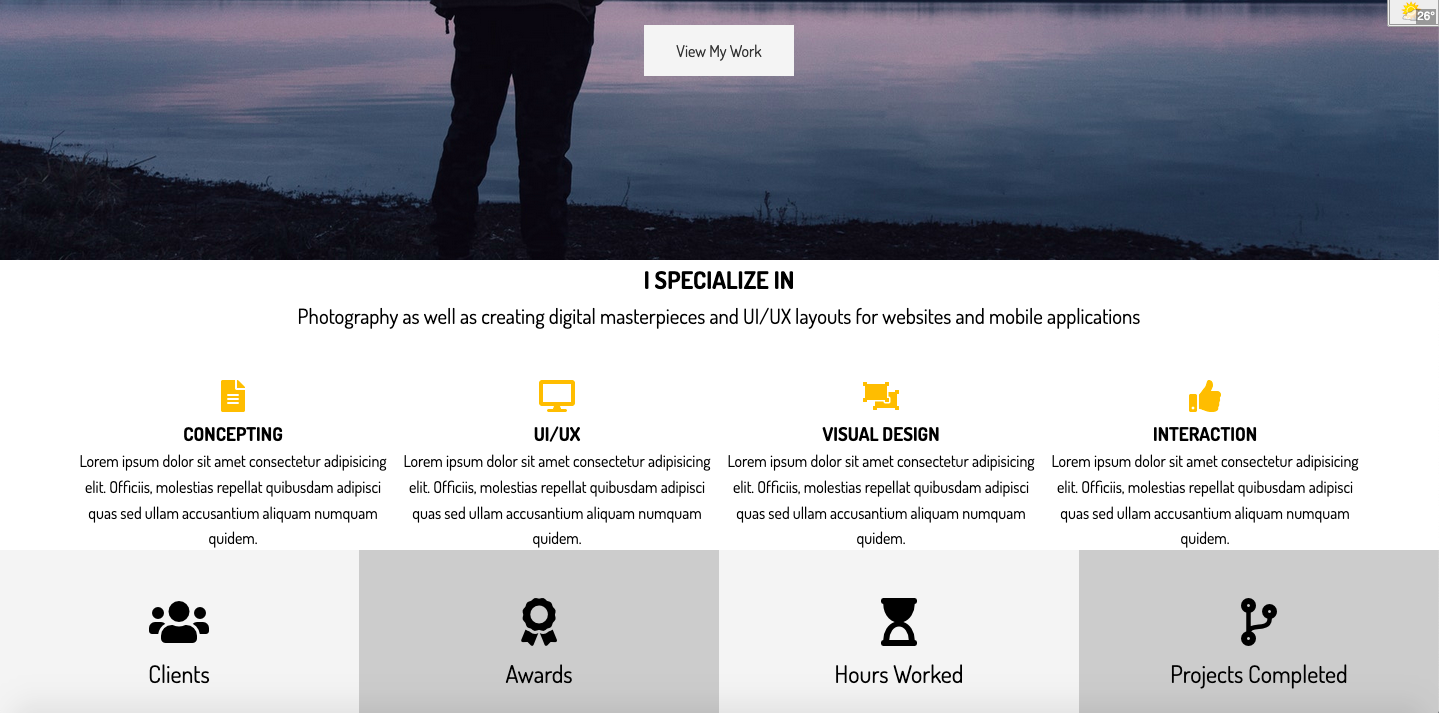 26°
View My Work
I SPECIALIZE IN
Photography as well as creating digital masterpieces and UI/UX layouts for websites and mobile applications
CONCEPTING
Lorem ipsum dolor sit amet consectetur adipisicing
elit. Officiis, molestias repellat quibusdam adipisci
quas sed ullam accusantium aliquam numquam
quidem.
UI/UX
Lorem ipsum dolor sit amet consectetur adipisicing
elit. Officiis, molestias repellat quibusdam adipisci
quas sed ullam accusantium aliquam numquam
quidem.
VISUAL DESIGN
Lorem ipsum dolor sit amet consectetur adipisicing
elit. Officiis, molestias repellat quibusdam adipisci
quas sed ullam accusantium aliquam numquam
quidem.
INTERACTION
Lorem ipsum dolor sit amet consectetur adipisicing
elit. Officiis, molestias repellat quibusdam adipisci
quas sed ullam accusantium aliquam numquam
quidem.
Clients
Awards
Hours Worked
Projects Completed